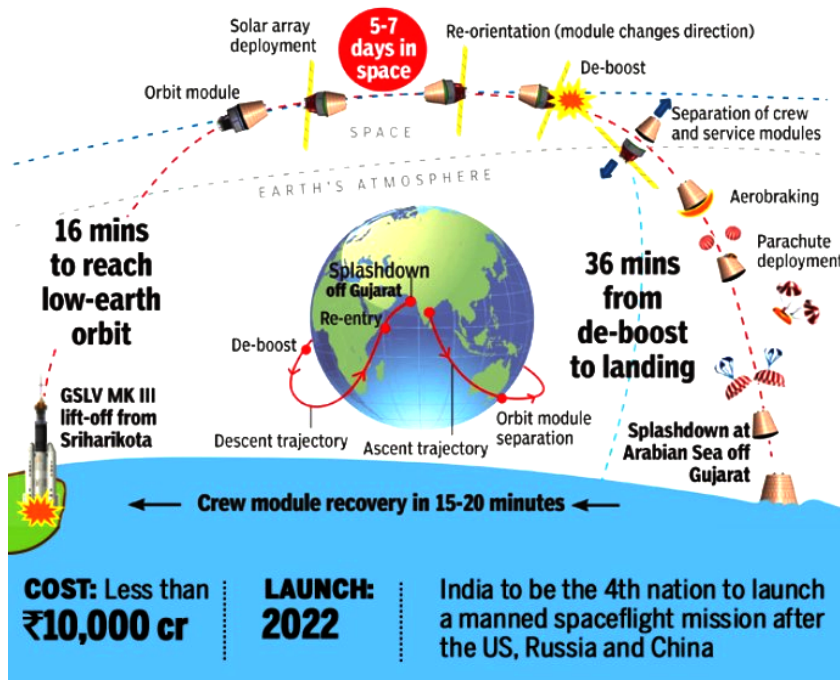 Solar array
deployment
5-7
days in
space
Re-orientation (module changes direction)
De-boost
Orbit module
Separation of crew
and service modules
SPACE
EARTH'S ATMOSPHERE
Aerobraking
16 mins
to reach
low-earth
orbit
Parachute
deployment
36 mins
from
de-boost
to landing
Splashdown
off Gujarat
Re-entry
De-boost
GSLV MK III
lift-off from
Sriharikota
Descent trajectory
Ascent trajectory
Orbit module
separation
Splashdown at
Arabian Sea off
Gujarat
Crew module recovery in 15-20 minutes
COST: Less than
₹10,000 cr
LAUNCH:
2022
India to be the 4th nation to launch
a manned spaceflight mission after
the US, Russia and China